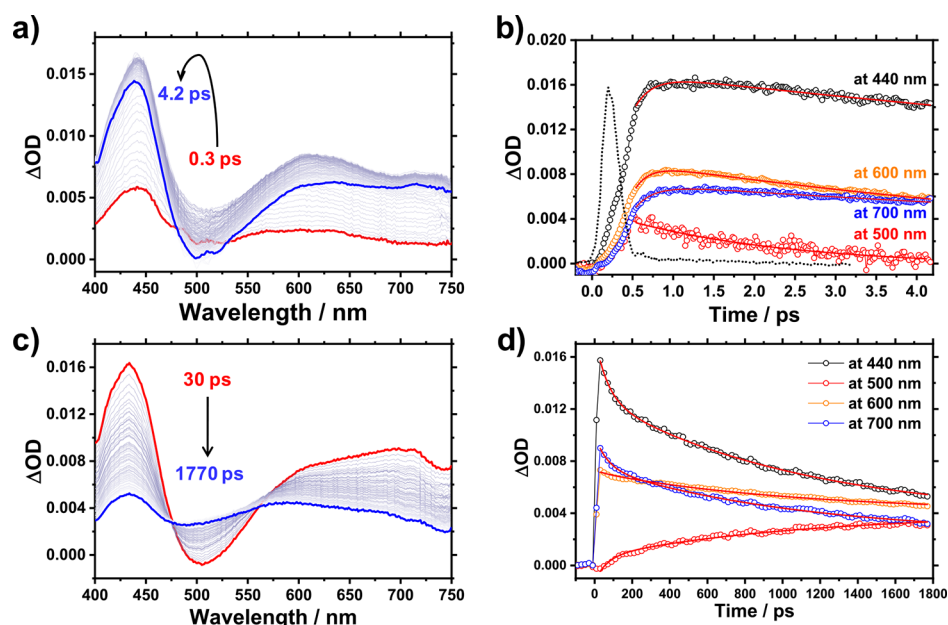 a)
ΔOD
0.015
0.010
0.005
0.000
4.2 ps
0.3 ps
400 450 500 550 600 650 700 750
Wavelength / nm
b)
ΔOD
0.020
0.016
0.012
0.008
0.004
0.000
at 440 nm
at 600 nm
at 700 nm
at 500 nm
0.0 0.5 1.0 1.5 2.0 2.5 3.0 3.5 4.0
Time / ps
c)
ΔOD
0.016
0.012
0.008
0.004
0.000
30 ps
1770 ps
400 450 500 550 600 650 700 750
Wavelength / nm
d)
ΔOD
0.016
0.012
0.008
0.004
0.000
at 440 nm
at 500 nm
at 600 nm
at 700 nm
0 200 400 600 800 1000 1200 1400 1600 1800
Time / ps